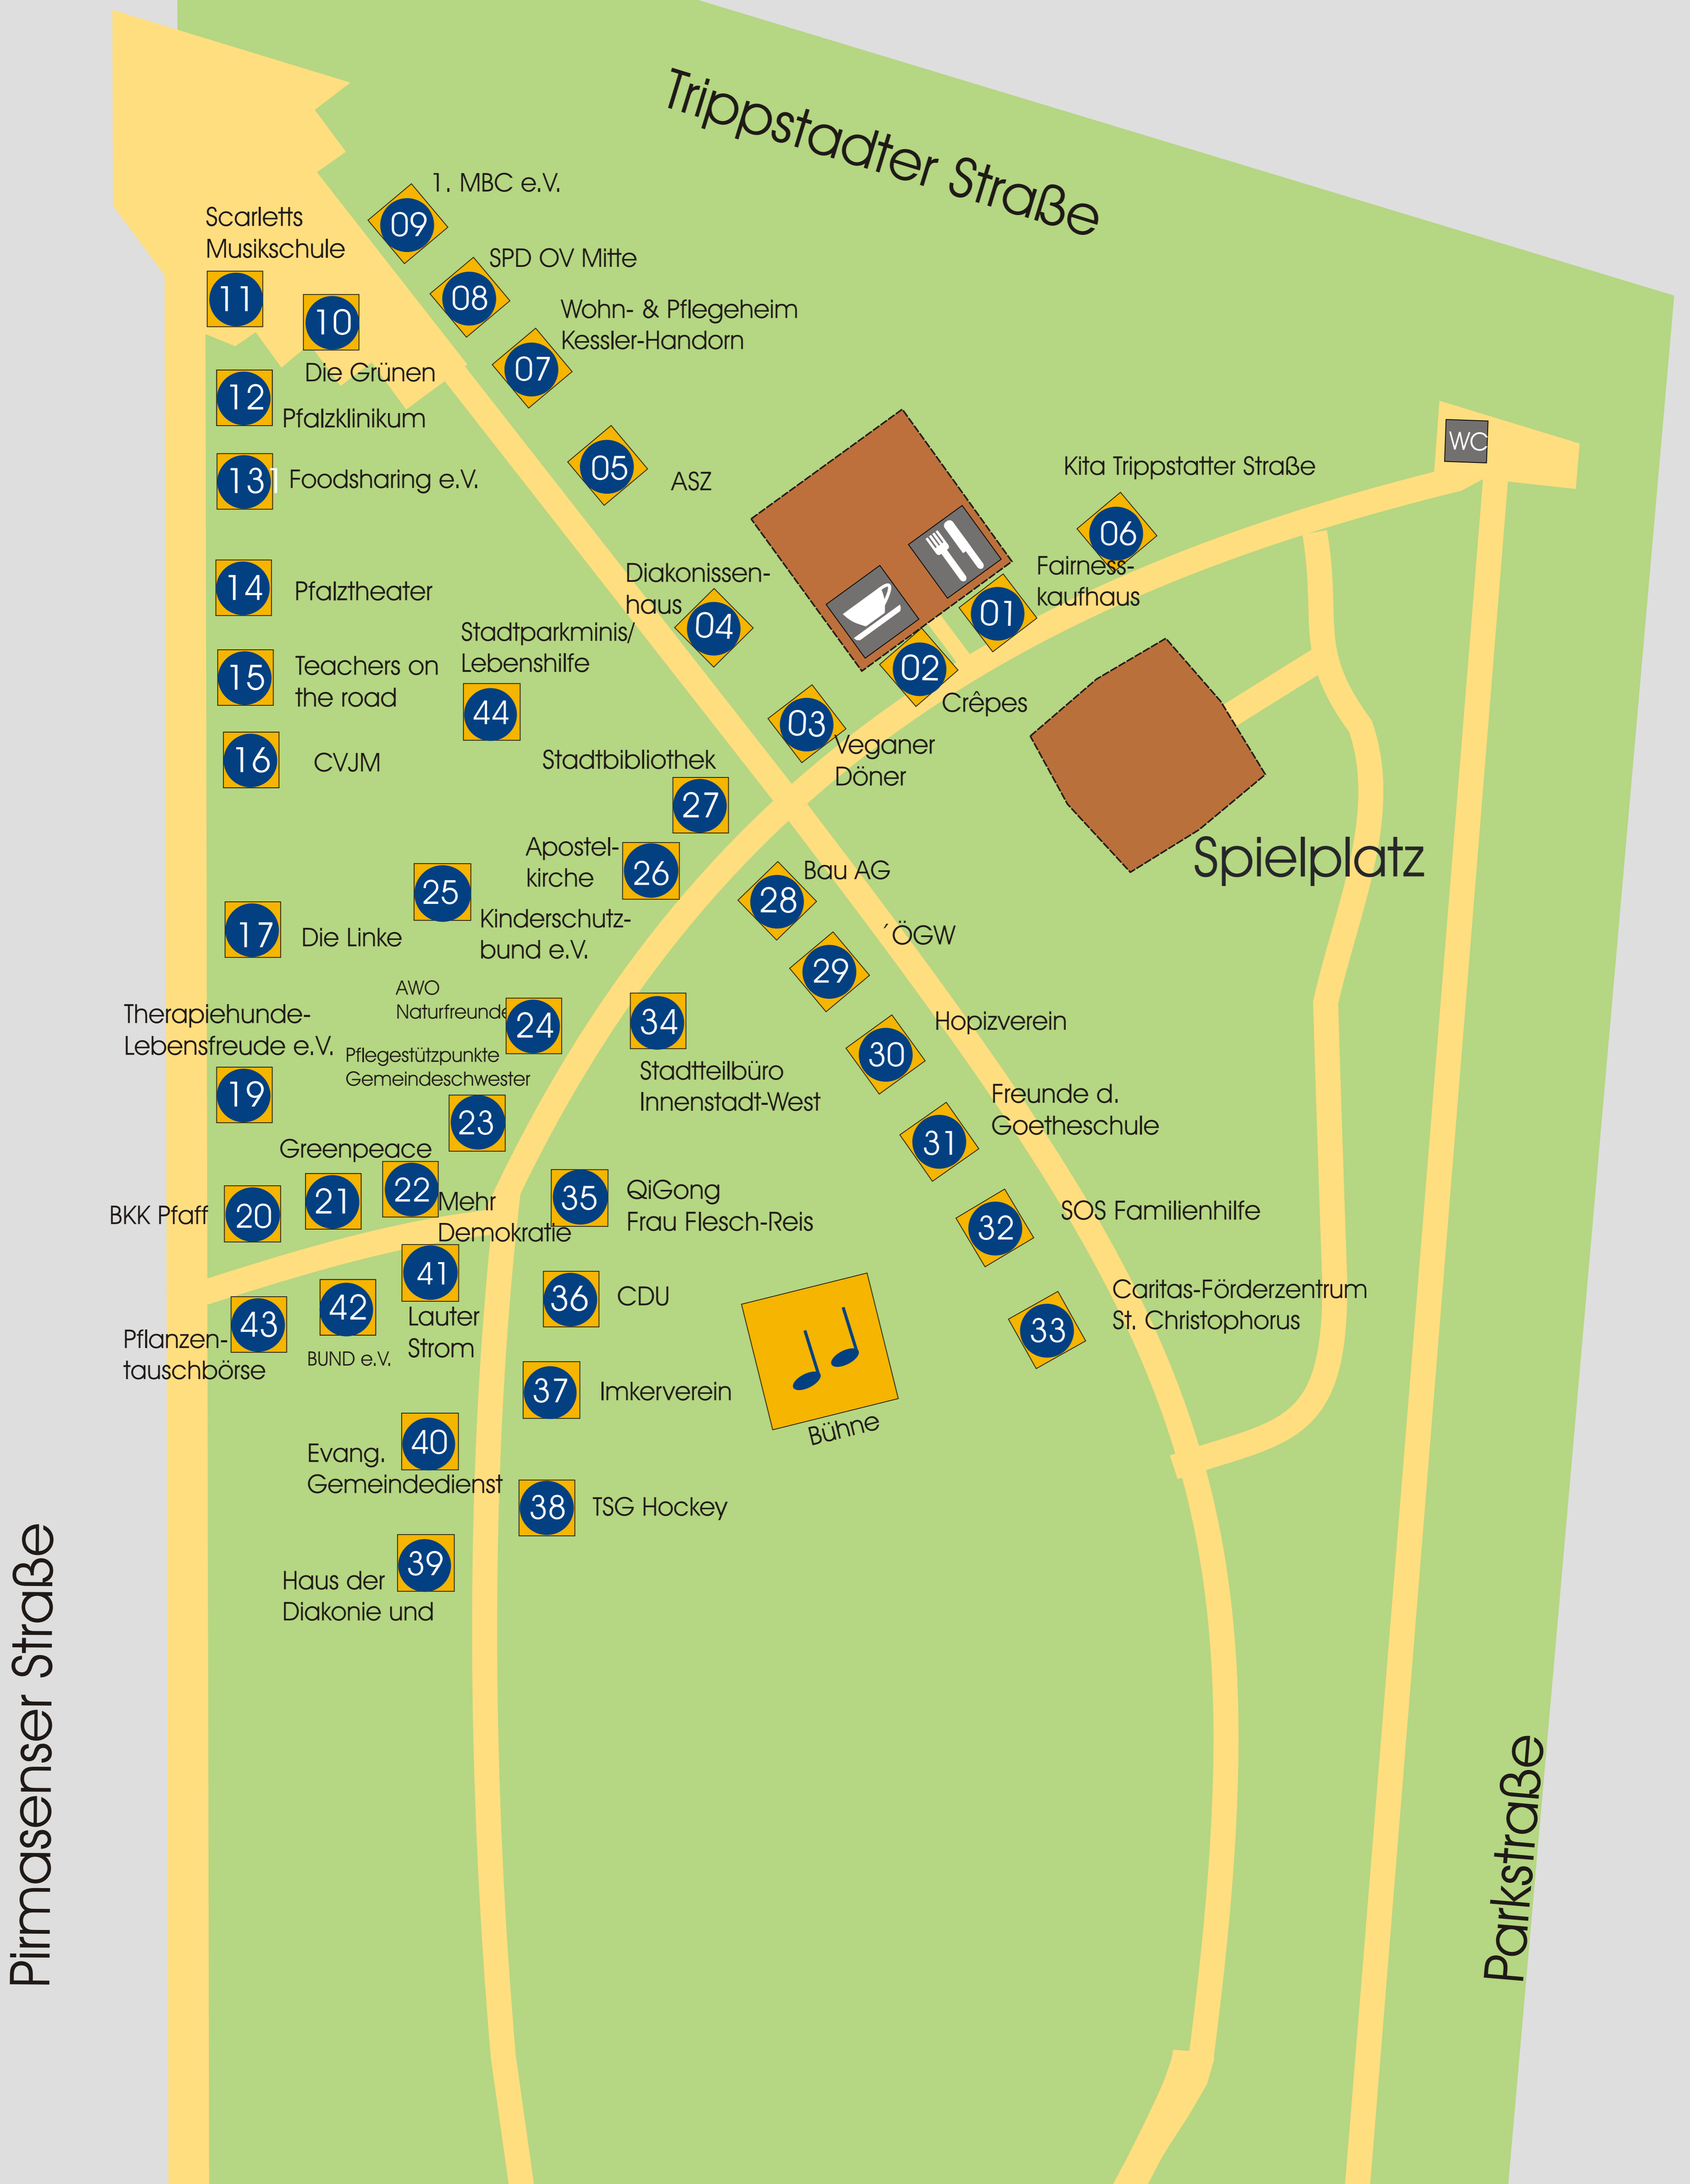 Trippstadter Straße
1. MBC e.V.
09
Scarletts
Musikschule
11
SPD OV Mitte
08
10
Die Grünen
Wohn- & Pflegeheim
Kessler-Handorn
07
12
Pfalzklinikum
05
ASZ
131
Foodsharing e.V.
WC
Kita Trippstatter Straße
06
Fairness-
kaufhaus
01
Diakonissen-
haus
04
14
Pfalztheater
Stadtparkminis/
Lebenshilfe
44
02
Crêpes
15
Teachers on
the road
03
Veganer
Döner
16
CVJM
Stadtbibliothek
27
Spielplatz
Apostel-
kirche
26
Bau AG
28
25
Kinderschutz-
bund e.V.
17
Die Linke
´ÖGW
29
AWO
Naturfreunde
24
34
Stadtteilbüro
Innenstadt-West
Hopizverein
30
Therapiehunde-
Lebensfreude e.V.
19
Pflegestützpunkte
Gemeindeschwester
23
Freunde d.
Goetheschule
31
Greenpeace
BKK Pfaff
20
21
22
Mehr
Demokratie
35
QiGong
Frau Flesch-Reis
SOS Familienhilfe
32
41
Lauter
Strom
36
CDU
Caritas-Förderzentrum
St. Christophorus
33
43
Pflanzen-
tauschbörse
42
BUND e.V.
37
Imkerverein
Bühne
40
Evang.
Gemeindedienst
38
TSG Hockey
39
Haus der
Diakonie und
Pirmasenser Straße
Parkstraße